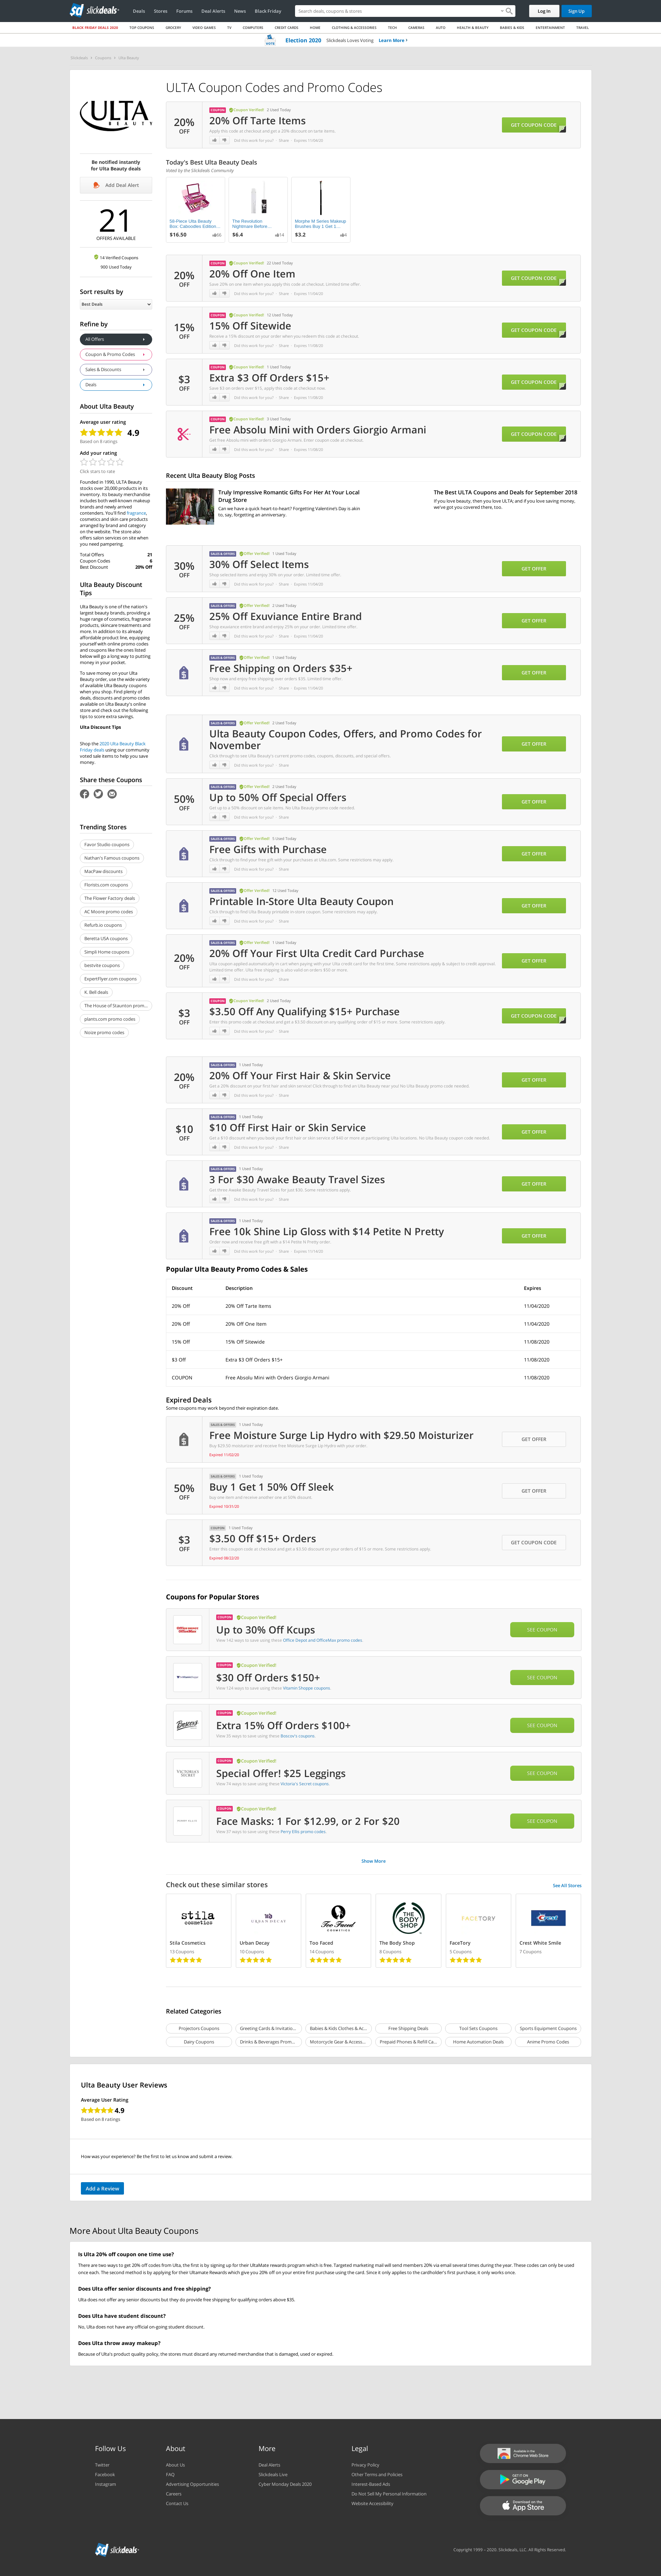 slickdeals
Deals Stores Forums Deal Alerts News Black Friday
Search deals, coupons & stores
Log In
Sign Up
BLACK FRIDAY DEALS 2020 TOP COUPONS GROCERY VIDEO GAMES TV COMPUTERS CREDIT CARDS HOME CLOTHING & ACCESSORIES TECH GAMEING AUTO HEALTH & BEAUTY BABIES & KIDS ENTERTAINMENT TRAVEL
VOTE Election 2020 Slickdeals Loves Voting Learn More
Slickdeals > Coupons > Ulta Beauty
ULTA
BEAUTY
Be notified instantly
for Ulta Beauty deals
Add Deal Alert
21
OFFERS AVAILABLE
14 Verified Coupons
900 Used Today
Sort results by
Best Deals
Refine by
All Offers
Coupon & Promo Codes
Sales & Discounts
Deals
About Ulta Beauty
Average user rating
4.9
Based on 8 ratings
Add your rating
Click stars to rate
Founded in 1990, ULTA Beauty
stocks over 20,000 products in its
inventory. Its beauty merchandise
includes both well-known makeup
brands and newly arrived
contenders. You'll find fragrance,
cosmetics and skin care products
arranged by brand and category
on the website. The store also
offers salon services onsite when
you need pampering.
Total Offers 21
Coupon Codes 6
Best Discount 20% Off
Ulta Beauty Discount
Tips
Ulta Beauty is one of the nation's
largest beauty brands, providing a
huge range of cosmetics, fragrance
products, skincare treatments and
more. In addition to its already
affordable product line, equipping
yourself with online promo codes
and coupons like the ones listed
below will go a long way to putting
money in your pocket.
To save money on your Ulta
Beauty order, use the wide variety
of available Ulta Beauty coupons
when you shop. Find plenty of
deals, discounts and promo codes
available on Ulta Beauty's online
store and check out the following
tips to score extra savings.
Ulta Discount Tips
Shop the 2020 Ulta Beauty Black
Friday deals using our community
voted sale items to help you save
money.
Share these Coupons
Trending Stores
Favor Studio coupons
Nathan's Famous coupons
MacPaw discounts
Florists.com coupons
The Flower Factory deals
AC Moore promo codes
Refurb.io coupons
Beretta USA coupons
Simpli Home coupons
bestvite coupons
ExpertFlyer.com coupons
K. Bell deals
The House of Staunton prom...
plants.com promo codes
Noize promo codes
ULTA Coupon Codes and Promo Codes
20% OFF
COUPON Coupon Verified! 2 Used Today
20% Off Tarte Items
Apply this code at checkout and get a 20% discount on tarte items.
Did this work for you? · Share · Expires 11/04/20
GET COUPON CODE
Today's Best Ulta Beauty Deals
Voted by the Slickdeals Community
59-Piece Ulta Beauty
Box: Caboodles Edition...
$16.50
The Revolution
Nightmare Before...
$6.4 14
Morphe M Series Makeup
Brushes Buy 1 Get 1...
$3.2
20% OFF
COUPON Coupon Verified! 22 Used Today
20% Off One Item
Save 20% on one item when you apply this code at checkout. Limited time offer.
Did this work for you? · Share · Expires 11/04/20
GET COUPON CODE
15% OFF
COUPON Coupon Verified! 12 Used Today
15% Off Sitewide
Receive a 15% discount on your order when you redeem this code at checkout.
Did this work for you? · Share · Expires 11/08/20
GET COUPON CODE
$3 OFF
COUPON Coupon Verified! 1 Used Today
Extra $3 Off Orders $15+
Save $3 on orders over $15, apply this code at checkout now.
Did this work for you? · Share · Expires 11/08/20
GET COUPON CODE
COUPON Coupon Verified! 3 Used Today
Free Absolu Mini with Orders Giorgio Armani
Get free Absolu mini with orders Giorgio Armani. Enter coupon code at checkout.
Did this work for you? · Share · Expires 11/08/20
GET COUPON CODE
Recent Ulta Beauty Blog Posts
Truly Impressive Romantic Gifts For Her At Your Local
Drug Store
Can we have a quick heart-to-heart? Forgetting Valentine's Day is akin
to, say, forgetting an anniversary.
The Best ULTA Coupons and Deals for September 2018
If you love beauty, then you love ULTA; and if you love saving money,
we've got you covered there, too.
30% OFF
SALES & OFFERS Offer Verified! 1 Used Today
30% Off Select Items
Shop selected items and enjoy 30% on your order. Limited time offer.
Did this work for you? · Share · Expires 11/04/20
GET OFFER
25% OFF
SALES & OFFERS Offer Verified! 2 Used Today
25% Off Exuviance Entire Brand
Shop exuviance entire brand and enjoy 25% on your order. Limited time offer.
Did this work for you? · Share · Expires 11/04/20
GET OFFER
SALES & OFFERS Offer Verified! 1 Used Today
Free Shipping on Orders $35+
Shop now and enjoy free shipping over orders $35. Limited time offer.
Did this work for you? · Share · Expires 11/04/20
GET OFFER
SALES & OFFERS Offer Verified! 2 Used Today
Ulta Beauty Coupon Codes, Offers, and Promo Codes for
November
Click through to see Ulta Beauty's current promo codes, coupons, discounts, and special offers.
Did this work for you? · Share
GET OFFER
50% OFF
SALES & OFFERS Offer Verified! 2 Used Today
Up to 50% Off Special Offers
Get up to a 50% discount on sale items. No Ulta Beauty promo code needed.
Did this work for you? · Share
GET OFFER
SALES & OFFERS Offer Verified! 5 Used Today
Free Gifts with Purchase
Click through to find your free gift with your purchases at Ulta.com. Some restrictions may apply.
Did this work for you? · Share
GET OFFER
SALES & OFFERS Offer Verified! 12 Used Today
Printable In-Store Ulta Beauty Coupon
Click through to find Ulta Beauty printable in-store coupon. Some restrictions may apply.
Did this work for you? · Share
GET OFFER
20% OFF
SALES & OFFERS Offer Verified! 1 Used Today
20% Off Your First Ulta Credit Card Purchase
Ulta coupon applied automatically to cart when paying with your Ulta credit card for the first time. Some restrictions apply & subject to credit approval.
Limited time offer. Ulta free shipping is also valid on orders $50 or more.
Did this work for you? · Share
GET OFFER
$3 OFF
COUPON Coupon Verified! 2 Used Today
$3.50 Off Any Qualifying $15+ Purchase
Enter this promo code at checkout and get a $3.50 discount on any qualifying order of $15 or more. Some restrictions apply.
Did this work for you? · Share
GET COUPON CODE
20% OFF
SALES & OFFERS 1 Used Today
20% Off Your First Hair & Skin Service
Get a 20% discount on your first hair and skin service! Click through to find an Ulta Beauty near you! No Ulta Beauty promo code needed.
Did this work for you? · Share
GET OFFER
$10 OFF
SALES & OFFERS 1 Used Today
$10 Off First Hair or Skin Service
Get a $10 discount when you book your first hair or skin service of $40 or more at participating Ulta locations. No Ulta Beauty coupon code needed.
Did this work for you? · Share
GET OFFER
SALES & OFFERS 1 Used Today
3 For $30 Awake Beauty Travel Sizes
Get three Awake Beauty Travel Sizes for just $30. Some restrictions apply.
Did this work for you? · Share
GET OFFER
SALES & OFFERS 1 Used Today
Free 10k Shine Lip Gloss with $14 Petite N Pretty
Order now and receive free gift with a $14 Petite N Pretty order.
Did this work for you? · Share · Expires 11/14/20
GET OFFER
Popular Ulta Beauty Promo Codes & Sales
Discount Description Expires
20% Off 20% Off Tarte Items 11/04/2020
20% Off 20% Off One Item 11/04/2020
15% Off 15% Off Sitewide 11/08/2020
$3 Off Extra $3 Off Orders $15+ 11/08/2020
COUPON Free Absolu Mini with Orders Giorgio Armani 11/08/2020
Expired Deals
Some coupons may work beyond their expiration date.
SALES & OFFERS 1 Used Today
Free Moisture Surge Lip Hydro with $29.50 Moisturizer
Buy $29.50 moisturizer and receive free Moisture Surge Lip Hydro with your order.
Expired 11/02/20
GET OFFER
50% OFF
SALES & OFFERS 1 Used Today
Buy 1 Get 1 50% Off Sleek
Buy one item and receive another one at 50% discount.
Expired 10/31/20
GET OFFER
$3 OFF
COUPON 1 Used Today
$3.50 Off $15+ Orders
Enter this coupon code at checkout and get a $3.50 discount on your orders of $15 or more. Some restrictions apply.
Expired 08/22/20
GET COUPON CODE
Coupons for Popular Stores
Office DEPOT
OfficeMax
COUPON Coupon Verified!
Up to 30% Off Kcups
View 142 ways to save using these Office Depot and OfficeMax promo codes.
SEE COUPON
COUPON Coupon Verified!
$30 Off Orders $150+
View 124 ways to save using these Vitamin Shoppe coupons.
SEE COUPON
Boscov's
COUPON Coupon Verified!
Extra 15% Off Orders $100+
View 35 ways to save using these Boscov's coupons.
SEE COUPON
VICTORIA'S
SECRET
COUPON Coupon Verified!
Special Offer! $25 Leggings
View 74 ways to save using these Victoria's Secret coupons.
SEE COUPON
PERRY ELLIS
COUPON Coupon Verified!
Face Masks: 1 For $12.99, or 2 For $20
View 37 ways to save using these Perry Ellis promo codes.
SEE COUPON
Show More
Check out these similar stores
See All Stores
stila
cosmetics
Stila Cosmetics
13 Coupons
URBAN DECAY
Urban Decay
10 Coupons
Too Faced
COSMETICS
Too Faced
14 Coupons
THE
BODY
SHOP
The Body Shop
8 Coupons
FACETORY
FaceTory
5 Coupons
Crest
Crest White Smile
7 Coupons
Related Categories
Projectors Coupons
Greeting Cards & Invitatio...
Babies & Kids Clothes & Ac...
Free Shipping Deals
Tool Sets Coupons
Sports Equipment Coupons
Dairy Coupons
Drinks & Beverages Prom...
Motorcycle Gear & Access...
Prepaid Phones & Refill Ca...
Home Automation Deals
Anime Promo Codes
Ulta Beauty User Reviews
Average User Rating
4.9
Based on 8 ratings
How was your experience? Be the first to let us know and submit a review.
Add a Review
More About Ulta Beauty Coupons
Is Ulta 20% off coupon one time use?
There are two ways to get 20% off codes from Ulta, the first is by signing up for their UltaMate rewards program which is free. Targeted marketing mail will send members 20% via email several times during the year. These codes can only be used
once each. The second method is by applying for their Ultamate Rewards which give you 20% off on your entire first purchase using the card. Since it only applies to the cardholder's first purchase, it only works once.
Does Ulta offer senior discounts and free shipping?
Ulta does not offer any senior discounts but they do provide free shipping for qualifying orders above $35.
Does Ulta have student discount?
No, Ulta does not have any official on-going student discount.
Does Ulta throw away makeup?
Because of Ulta's product quality policy, the stores must discard any returned merchandise that is damaged, used or expired.
Follow Us
Twitter
Facebook
Instagram
About
About Us
FAQ
Advertising Opportunities
Careers
Contact Us
More
Deal Alerts
Slickdeals Live
Cyber Monday Deals 2020
Legal
Privacy Policy
Other Terms and Policies
Interest-Based Ads
Do Not Sell My Personal Information
Website Accessibility
Available in the
Chrome Web Store
GET IT ON
Google Play
Download on the
App Store
slickdeals
Copyright 1999 - 2020. Slickdeals, LLC. All Rights Reserved.